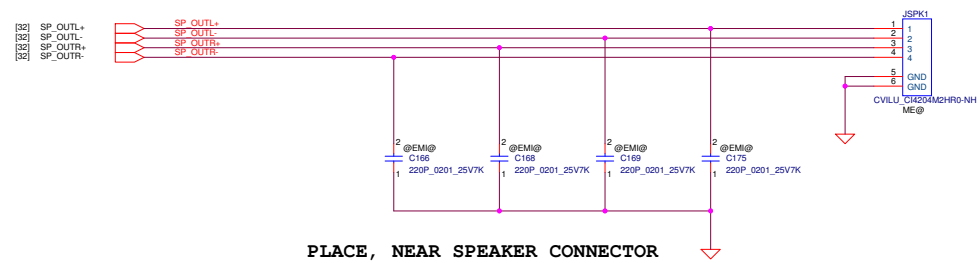 JSPK1
[32] SP_OUTL+ SP_OUTL+ 1 1
[32] SP_OUTL- SP_OUTL- 2 2
[32] SP_OUTR+ SP_OUTR+ 3 3
[32] SP_OUTR- SP_OUTR- 4 4
5 GND
6 GND
CVILU_CI4204M2HR0-NH
ME@
2 @EMI@ 2 @EMI@ 2 @EMI@ 2 @EMI@
C166 C168 C169 C175
1 220P_0201_25V7K 1 220P_0201_25V7K 1 220P_0201_25V7K 1 220P_0201_25V7K
PLACE, NEAR SPEAKER CONNECTOR